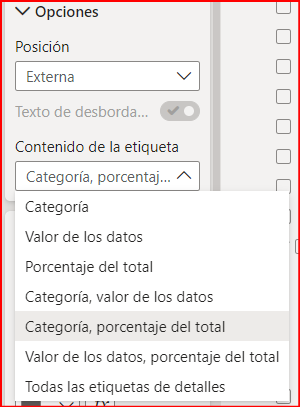 Opciones
Posición
Externa
Texto de desborda...
Contenido de la etiqueta
Categoría, porcentaj...
Categoría
Valor de los datos
Porcentaje del total
Categoría, valor de los datos
Categoría, porcentaje del total
Valor de los datos, porcentaje del total
Todas las etiquetas de detalles
fx